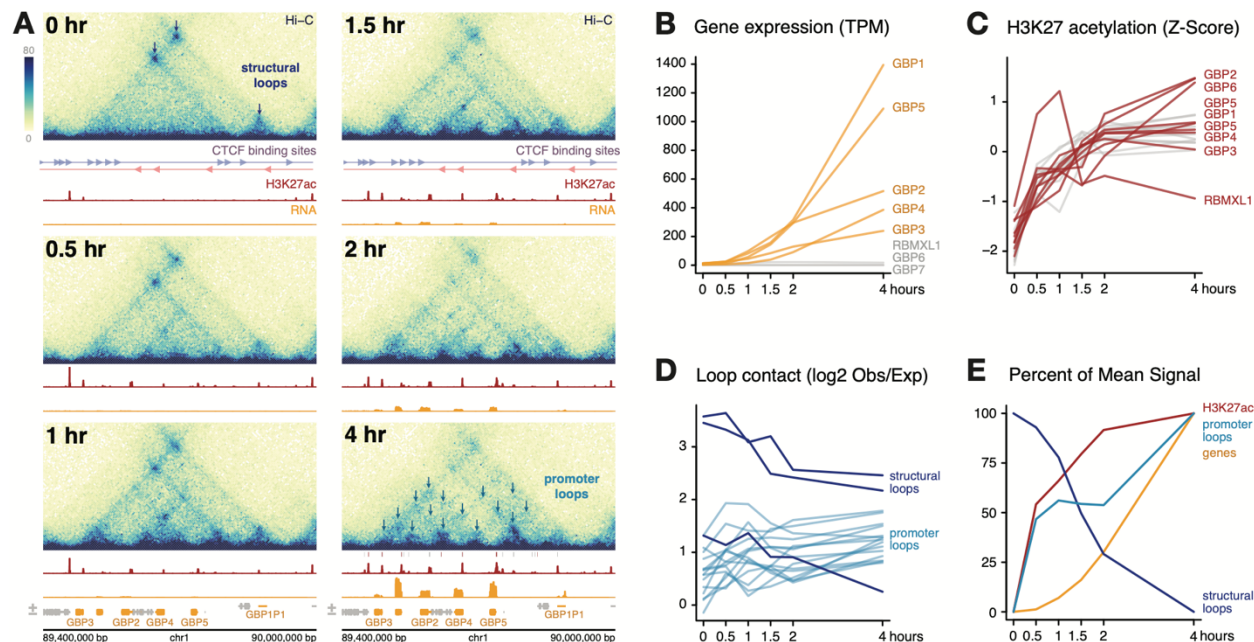 A
0 hr
Hi-C
80
0
structural
loops
CTCF binding sites
H3K27ac
RNA
1.5 hr
Hi-C
CTCF binding sites
H3K27ac
RNA
0.5 hr
2 hr
1 hr
4 hr
promoter
loops
GBP3
GBP2
GBP4
GBP5
GBP1P1
89,400,000 bp
chr1
90,000,000 bp
GBP3
GBP2
GBP4
GBP5
GBP1P1
89,400,000 bp
chr1
90,000,000 bp
B Gene expression (TPM)
1400
1200
1000
800
600
400
200
0
GBP1
GBP5
GBP2
GBP4
GBP3
RBMXL1
GBP6
GBP7
0 0.5 1 1.5 2 4 hours
C H3K27 acetylation (Z-Score)
1
0
−1
−2
GBP2
GBP6
GBP5
GBP1
GBP5
GBP4
GBP3
RBMXL1
0 0.5 1 1.5 2 4 hours
D Loop contact (log2 Obs/Exp)
3
2
1
0
structural
loops
promoter
loops
0 0.5 1 1.5 2 4 hours
E Percent of Mean Signal
100
75
50
25
0
H3K27ac
promoter
loops
genes
structural
loops
0 0.5 1 1.5 2 4 hours